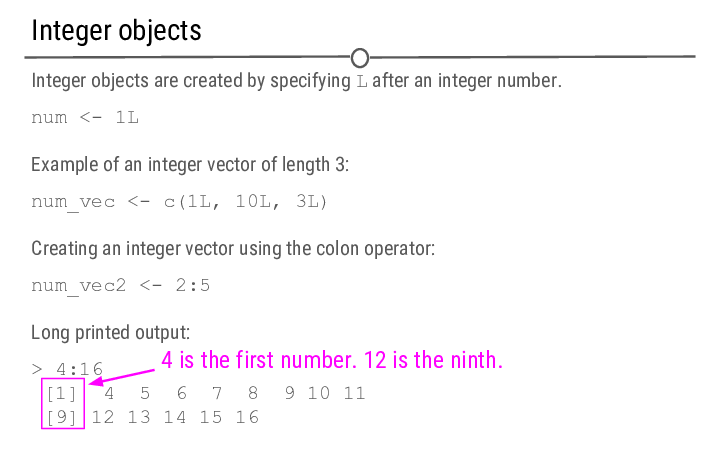 Integer objects
Integer objects are created by specifying L after an integer number.
num <- 1L
Example of an integer vector of length 3:
num_vec <- c(1L, 10L, 3L)
Creating an integer vector using the colon operator:
num_vec2 <- 2:5
Long printed output:
4 is the first number. 12 is the ninth.
> 4:16
[1] 4 5 6 7 8 9 10 11
[9] 12 13 14 15 16